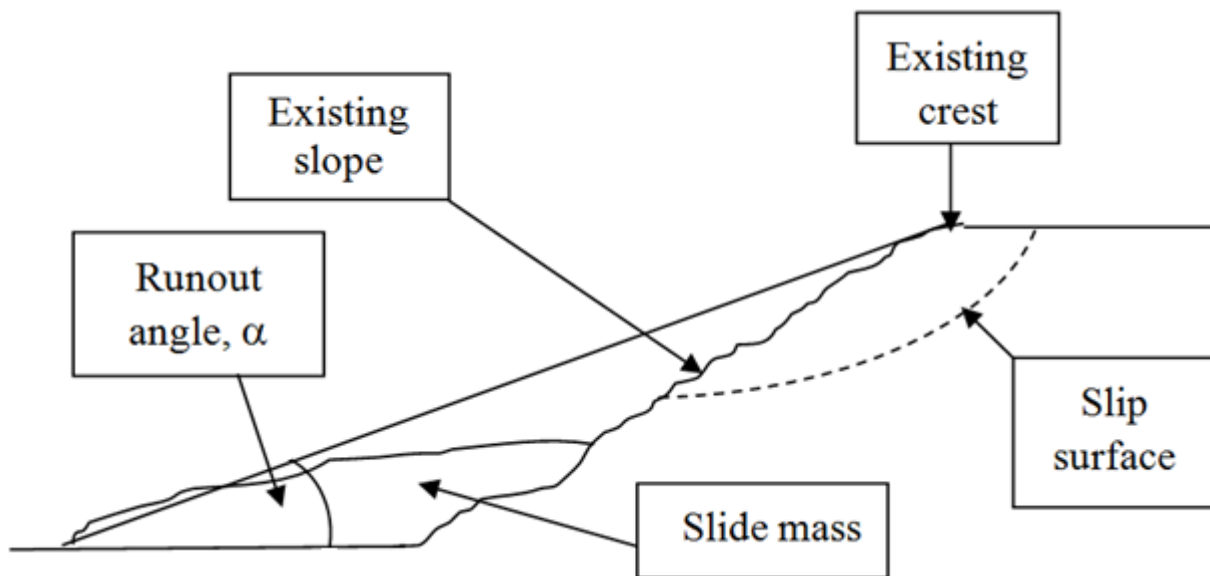 Existing
crest
Existing
slope
Runout
angle, α
Slip
surface
Slide mass